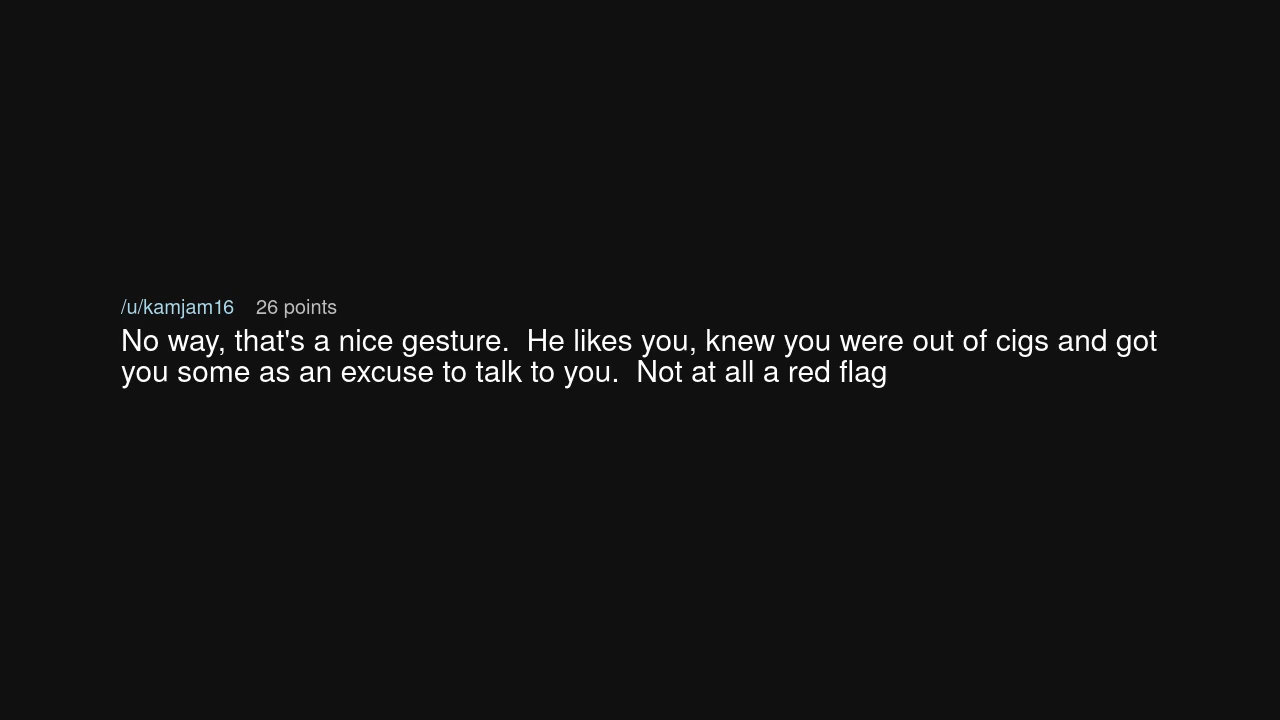 /u/kamjam16 26 points
No way, that's a nice gesture.  He likes you, knew you were out of cigs and got
you some as an excuse to talk to you.  Not at all a red flag